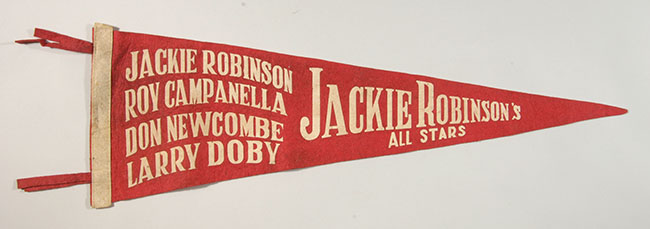 JACKIE ROBINSON
ROY CAMPANELLA
DON NEWCOMBE
LARRY DOBY
JACKIE ROBINSON'S
ALL STARS